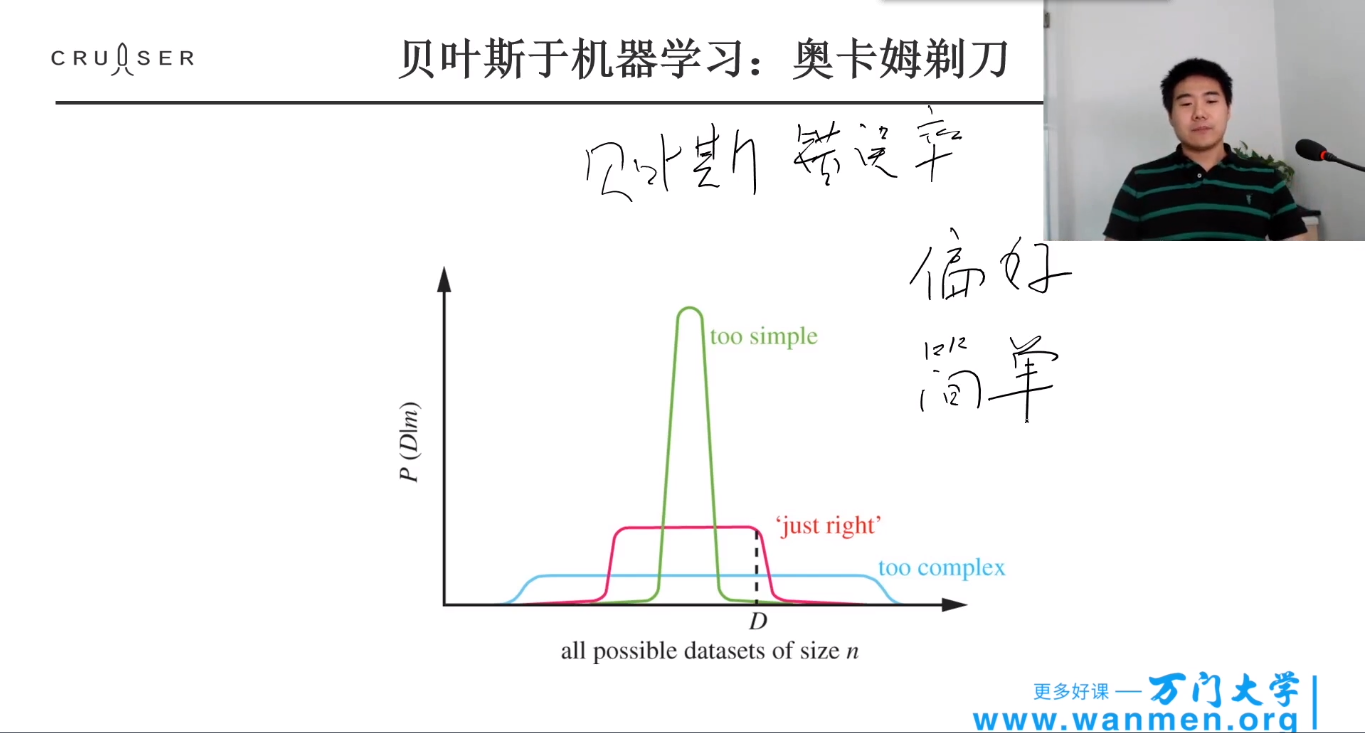 CRUISER
贝叶斯于机器学习：奥卡姆剃刀
贝叶斯 错误率
偏好
简单
too simple
P (D|m)
‘just right’
too complex
D
all possible datasets of size n
更多好课 — 万门大学
www.wanmen.org